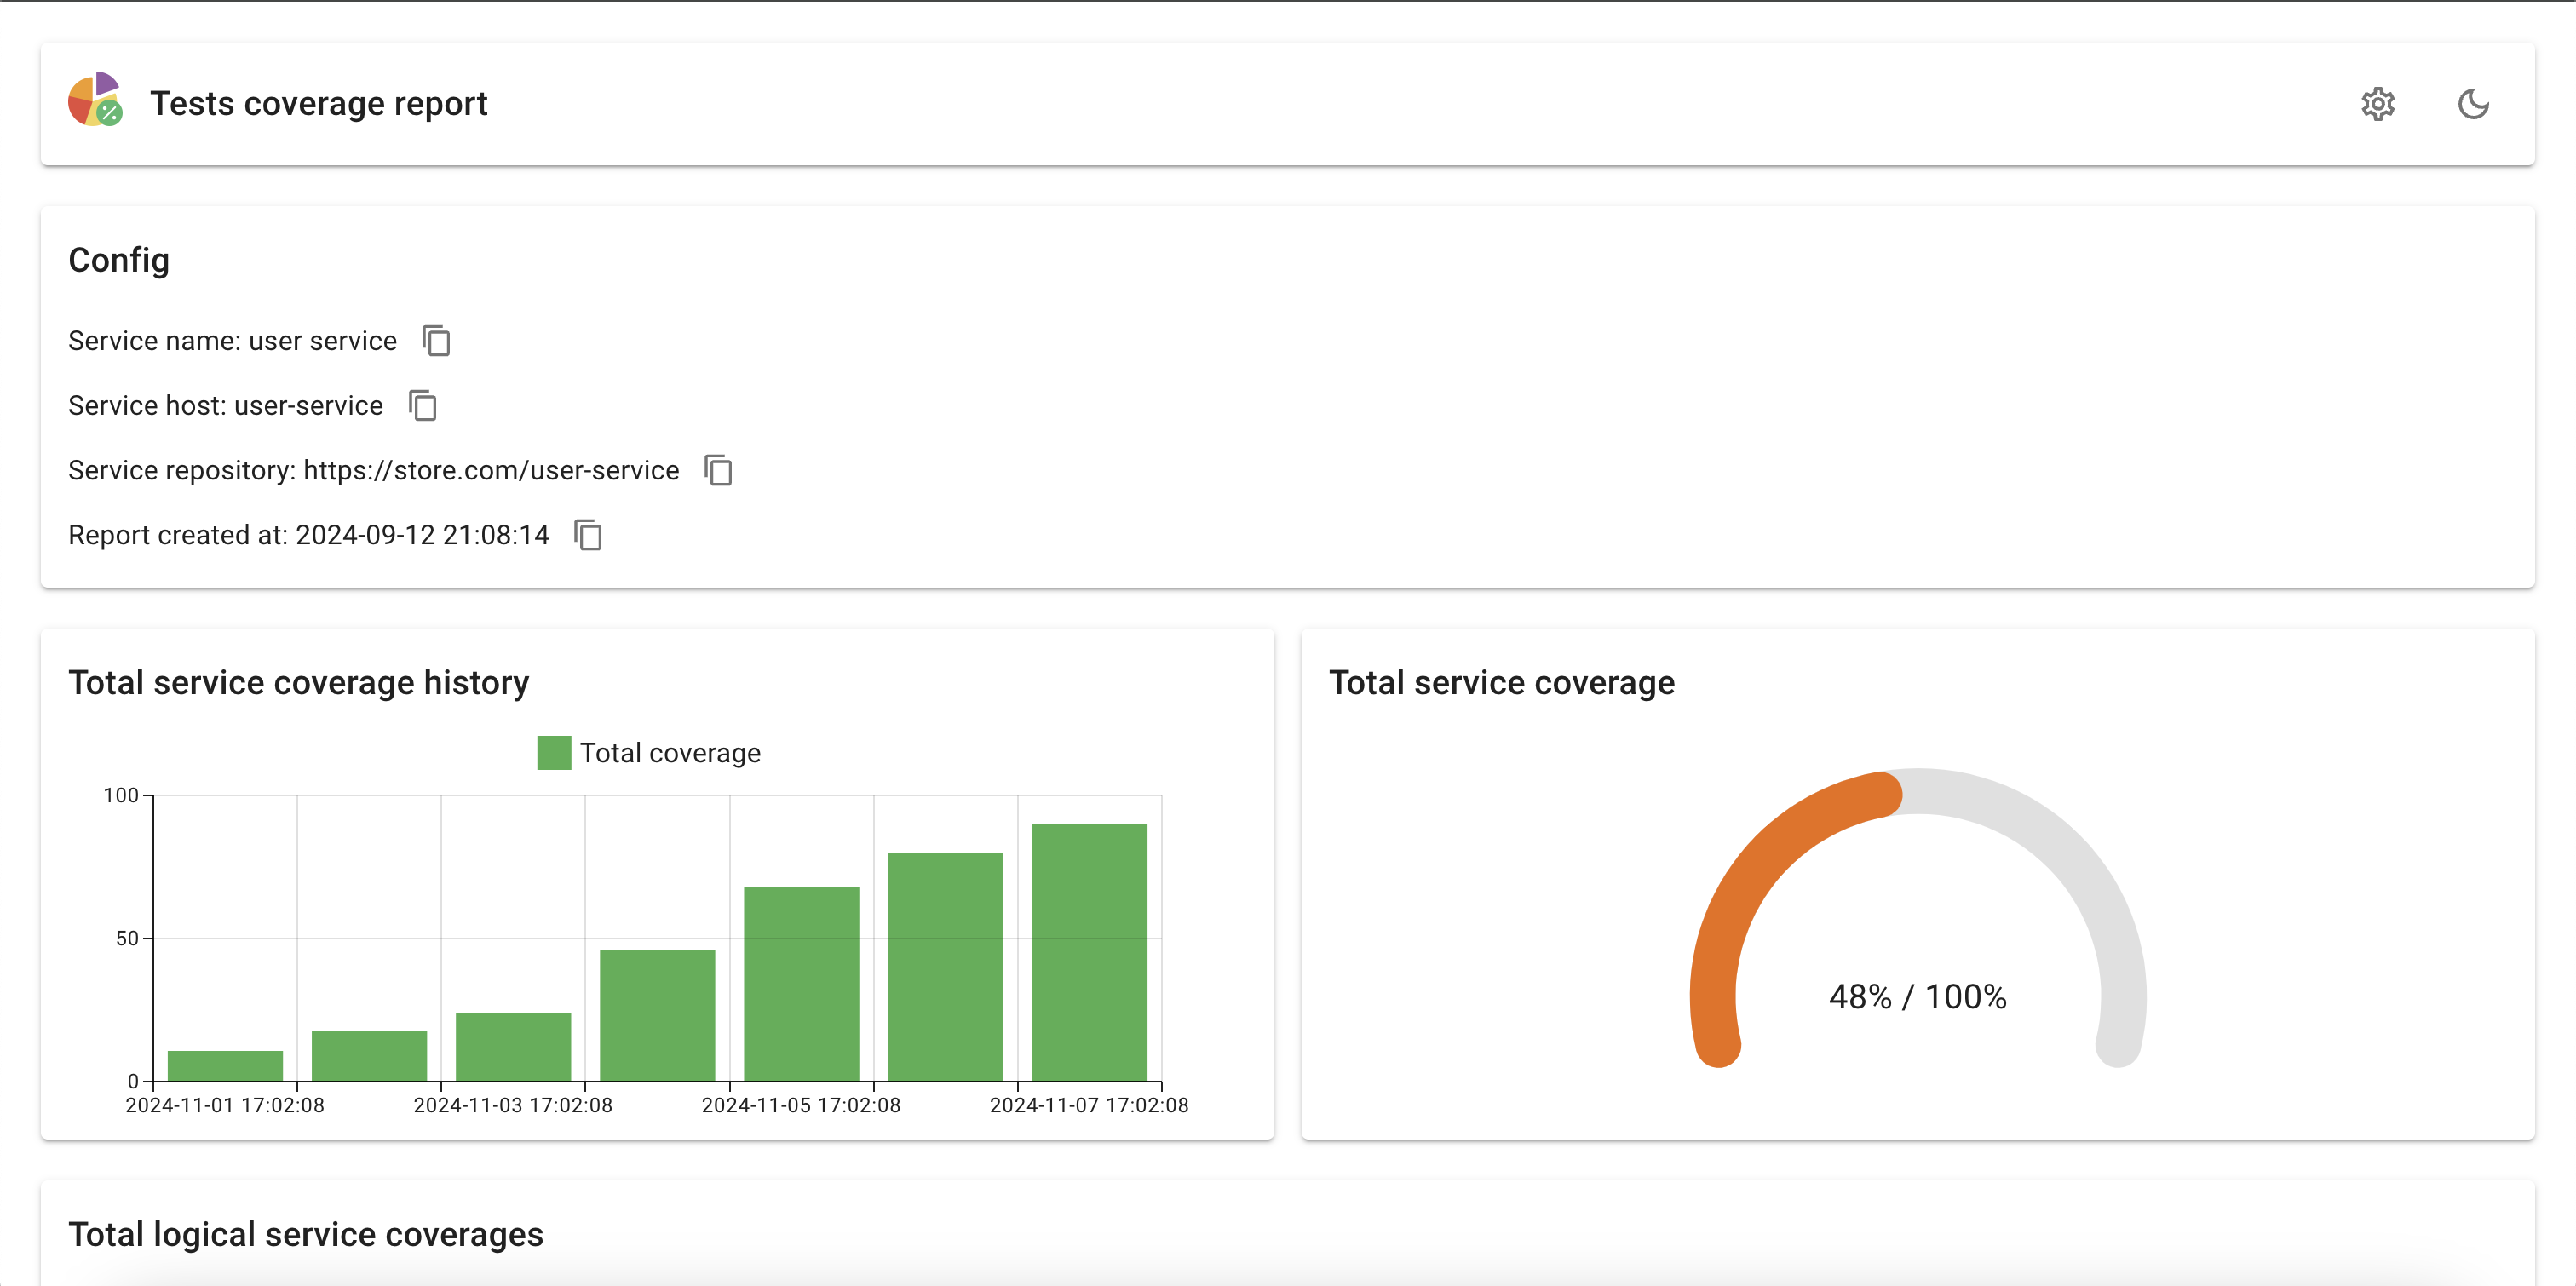 Tests coverage report
Config
Service name: user service
Service host: user-service
Service repository: https://store.com/user-service
Report created at: 2024-09-12 21:08:14
Total service coverage history
Total coverage
100
50
0
2024-11-01 17:02:08 2024-11-03 17:02:08 2024-11-05 17:02:08 2024-11-07 17:02:08
Total service coverage
48% / 100%
Total logical service coverages